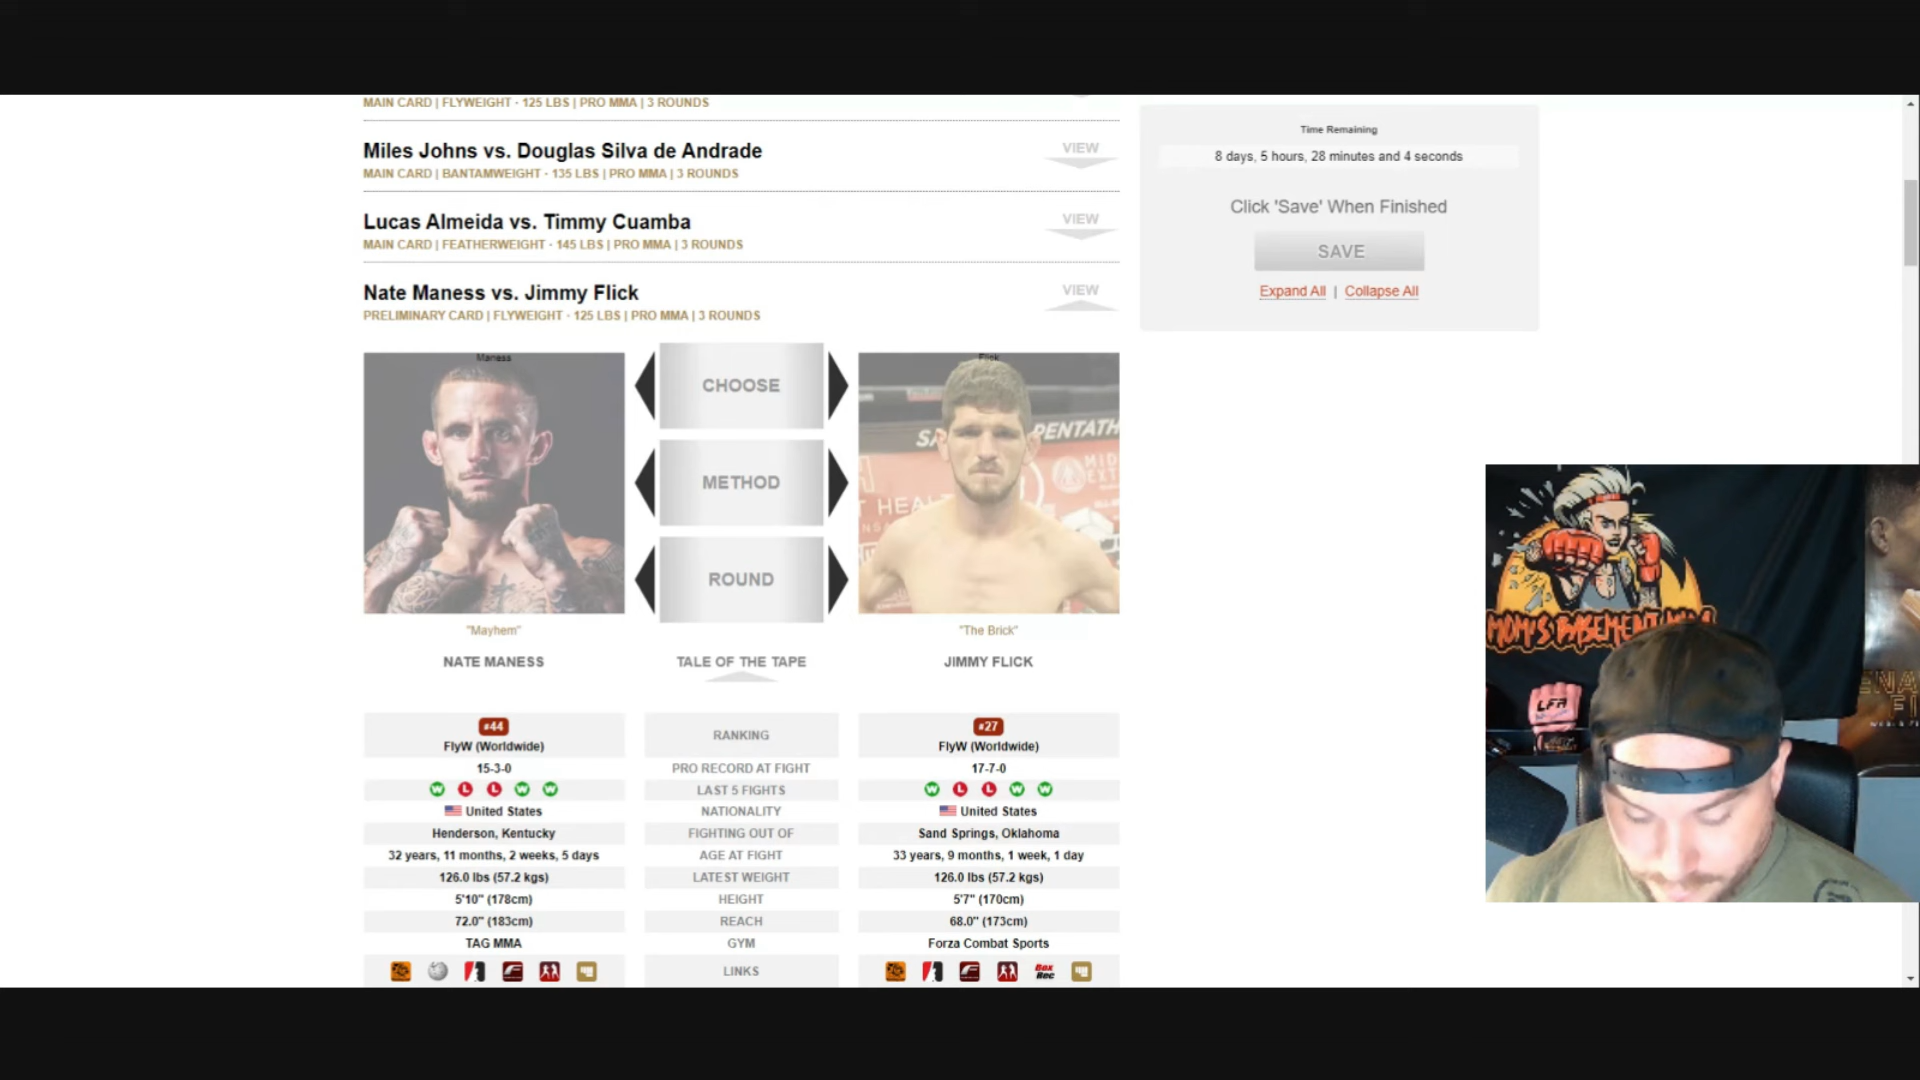 MAIN CARD | FLYWEIGHT · 125 LBS | PRO MMA | 3 ROUNDS
Miles Johns vs. Douglas Silva de Andrade
VIEW
MAIN CARD | BANTAMWEIGHT · 135 LBS | PRO MMA | 3 ROUNDS
Lucas Almeida vs. Timmy Cuamba
VIEW
MAIN CARD | FEATHERWEIGHT · 145 LBS | PRO MMA | 3 ROUNDS
Nate Maness vs. Jimmy Flick
VIEW
PRELIMINARY CARD | FLYWEIGHT · 125 LBS | PRO MMA | 3 ROUNDS
Time Remaining
8 days, 5 hours, 28 minutes and 4 seconds
Click 'Save' When Finished
SAVE
Expand All | Collapse All
Maness
Flick
CHOOSE
METHOD
ROUND
PENTATH
"Mayhem"
"The Brick"
NATE MANESS
TALE OF THE TAPE
JIMMY FLICK
#44
FlyW (Worldwide)
RANKING
#27
FlyW (Worldwide)
15-3-0
PRO RECORD AT FIGHT
17-7-0
W L L W W
LAST 5 FIGHTS
W L L W W
United States
NATIONALITY
United States
Henderson, Kentucky
FIGHTING OUT OF
Sand Springs, Oklahoma
32 years, 11 months, 2 weeks, 5 days
AGE AT FIGHT
33 years, 9 months, 1 week, 1 day
126.0 lbs (57.2 kgs)
LATEST WEIGHT
126.0 lbs (57.2 kgs)
5'10" (178cm)
HEIGHT
5'7" (170cm)
72.0" (183cm)
REACH
68.0" (173cm)
TAG MMA
GYM
Forza Combat Sports
LINKS
Box
Rec
MOM'S BASEMENT
LFA